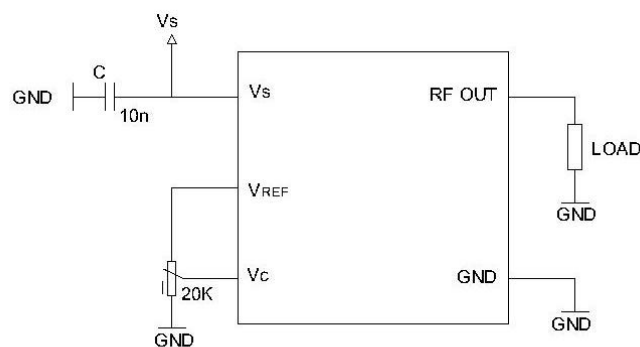 Vs
C
GND
10n
Vs
RF OUT
LOAD
GND
VREF
Vc
20K
GND
GND
GND